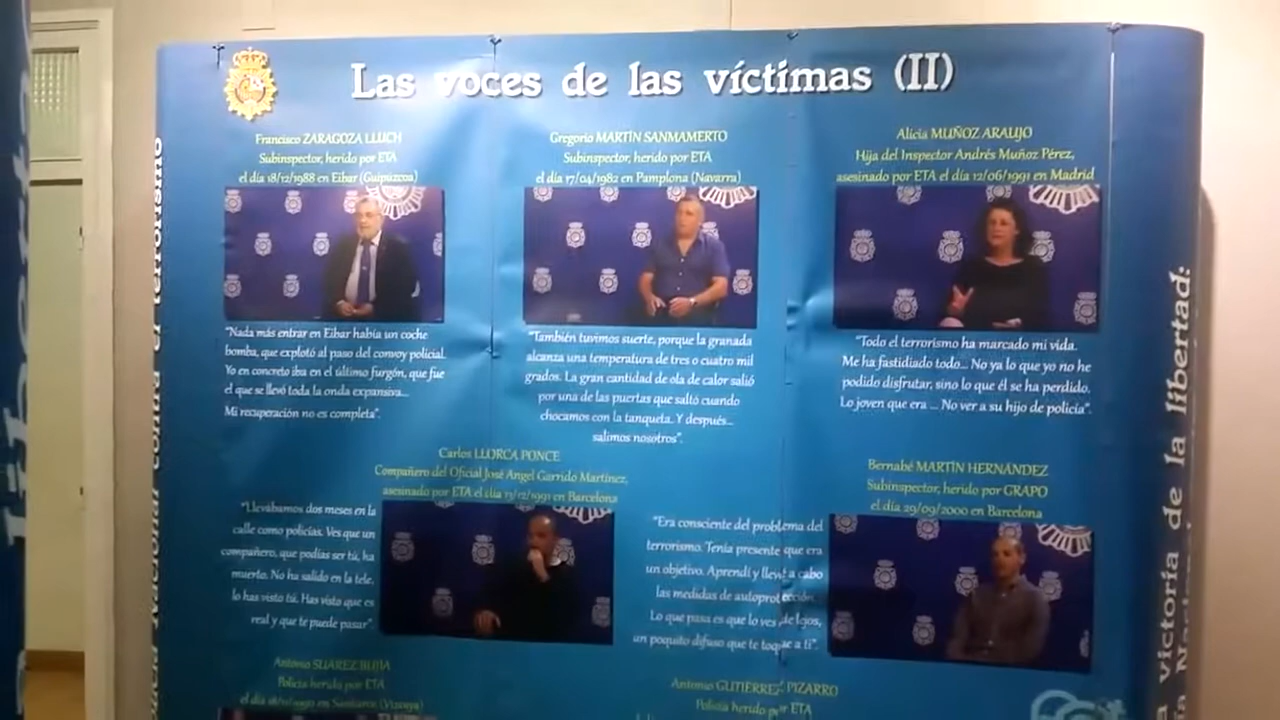 Las voces de las víctimas (II)
Francisco ZARAGOZA LLUCH
Subinspector, herido por ETA
el día 18/12/1988 en Eibar (Guipúzcoa)
"Nada más entrar en Eibar había un coche
bomba, que explotó al paso del convoy policial.
Yo en concreto iba en el último furgón, que fue
el que se llevó toda la onda expansiva...
Mi recuperación no es completa".
Gregorio MARTÍN SANMAMERTO
Subinspector, herido por ETA
el día 17/04/1982 en Pamplona (Navarra)
"También tuvimos suerte, porque la granada
alcanza una temperatura de tres o cuatro mil
grados. La gran cantidad de ola de calor salió
por una de las puertas que saltó cuando
chocamos con la tanqueta. Y después...
salimos nosotros".
Alicia MUÑOZ ARAUJO
Hija del Inspector Andrés Muñoz Pérez,
asesinado por ETA el día 12/06/1991 en Madrid
"Todo el terrorismo ha marcado mi vida.
Me ha fastidiado todo... No ya lo que yo no he
podido disfrutar, sino lo que él se ha perdido.
Lo joven que era ... No ver a su hijo de policía".
Carlos LLORCA PONCE
Compañero del Oficial José Angel Garrido Martínez,
asesinado por ETA el día 13/12/1991 en Barcelona
"Llevábamos dos meses en la
calle como policías. Ves que un
compañero, que podías ser tú, ha
muerto. No ha salido en la tele,
lo has visto tú. Has visto que es
real y que te puede pasar".
Bernabé MARTÍN HERNÁNDEZ
Subinspector, herido por GRAPO
el día 29/09/2000 en Barcelona
"Era consciente del problema del
terrorismo. Tenía presente que era
un objetivo. Aprendí y llevé a cabo
las medidas de autoprotección.
Lo que pasa es que lo ves de lejos,
un poquito difuso que te toque a ti".
Antonio SUÁREZ
Policía herido por ETA
en (Vizcaya)
Antonio GUTIÉRREZ PIZARRO
Policía herido por ETA
victoria de la libertad: